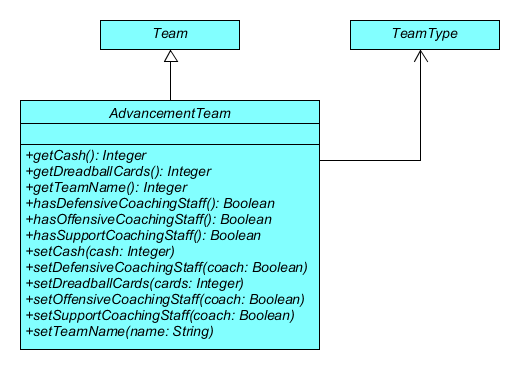 Team
TeamType
AdvancementTeam
+getCash(): Integer
+getDreadballCards(): Integer
+getTeamName(): Integer
+hasDefensiveCoachingStaff(): Boolean
+hasOffensiveCoachingStaff(): Boolean
+hasSupportCoachingStaff(): Boolean
+setCash(cash: Integer)
+setDefensiveCoachingStaff(coach: Boolean)
+setDreadballCards(cards: Integer)
+setOffensiveCoachingStaff(coach: Boolean)
+setSupportCoachingStaff(coach: Boolean)
+setTeamName(name: String)